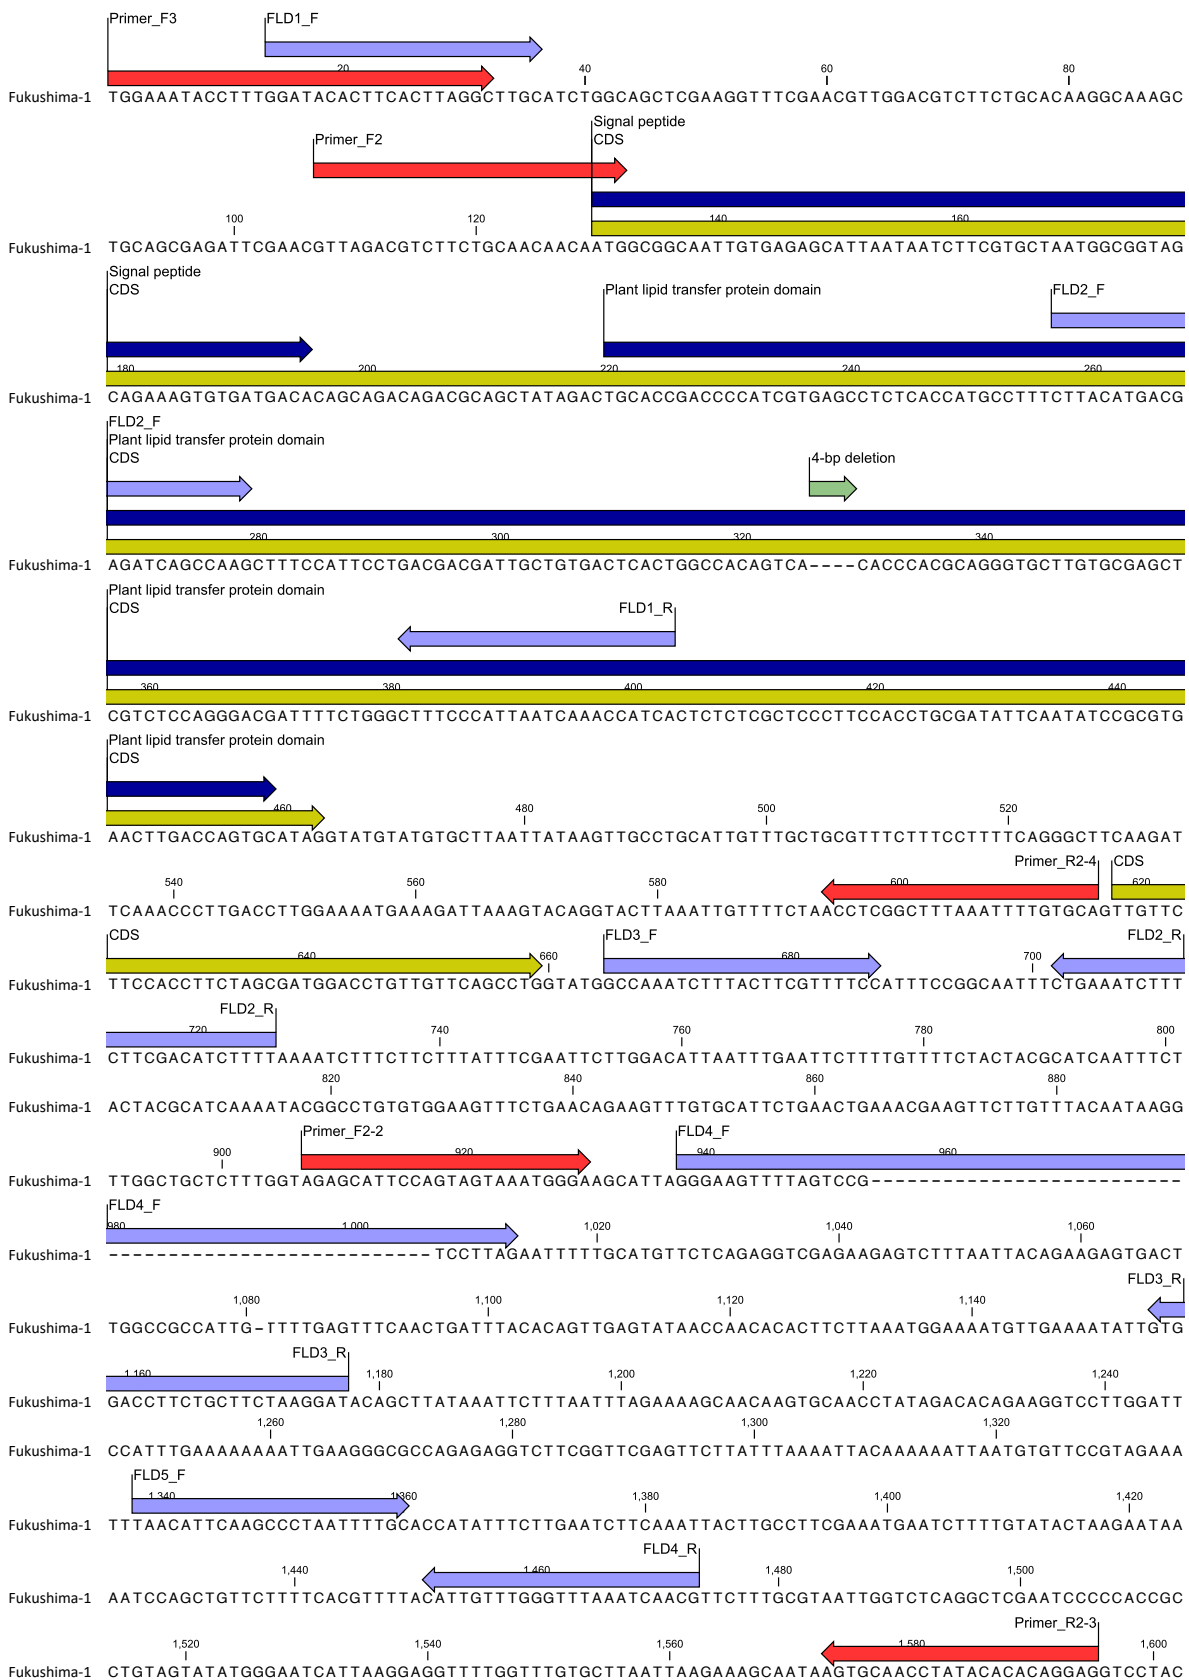 Primer_F3 FLD1_F
20 40 60 80
Fukushima-1 TGGAAATACCTTTGGATACACTTCACTTAGGCTTGCATCTGGCAGCTCGAAGGTTTCGAACGTTGGACGTCTTCTGCACAAGGCAAAGC
Signal peptide
Primer_F2 CDS
100 120 140 160
Fukushima-1 TGCAGCGAGATTCGAACGTTAGACGTCTTCTGCAACAACAATGGCGGCAATTGTGAGAGCATTAATAATCTTCGTGCTAATGGCGGTAG
Signal peptide
CDS Plant lipid transfer protein domain FLD2_F
180 200 220 240 260
Fukushima-1 CAGAAAGTGTGATGACACAGCAGACAGACGCAGCTATAGACTGCACCGACCCCATCGTGAGCCTCTCACCATGCCTTTCTTACATGACG
FLD2_F
Plant lipid transfer protein domain
CDS 4-bp deletion
280 300 320 340
Fukushima-1 AGATCAGCCAAGCTTTCCATTCCTGACGACGATTGCTGTGACTCACTGGCCACAGTCA----CACCCACGCAGGGTGCTTGTGCGAGCT
Plant lipid transfer protein domain
CDS FLD1_R
360 380 400 420 440
Fukushima-1 CGTCTCCAGGGACGATTTTCTGGGCTTTCCCATTAATCAAACCATCACTCTCTCGCTCCCTTCCACCTGCGATATTCAATATCCGCGTG
Plant lipid transfer protein domain
CDS
460 480 500 520
Fukushima-1 AACTTGACCAGTGCATAGGTATGTATGTGCTTAATTATAAGTTGCCTGCATTGTTTGCTGCGTTTCTTTCCTTTTCAGGGCTTCAAGAT
Primer_R2-4 CDS
540 560 580 600 620
Fukushima-1 TCAAACCCTTGACCTTGGAAAATGAAAGATTAAAGTACAGGTACTTAAATTGTTTTCTAACCTCGGCTTTAAATTTTGTGCAGTTGTTC
CDS FLD3_F FLD2_R
640 660 680 700
Fukushima-1 TTCCACCTTCTAGCGATGGACCTGTTGTTCAGCCTGGTATGGCCAAATCTTTACTTCGTTTTCCATTTCCGGCAATTTCTGAAATCTTT
FLD2_R
720 740 760 780 800
Fukushima-1 CTTCGACATCTTTTAAAATCTTTCTTCTTTATTTCGAATTCTTGGACATTAATTTGAATTCTTTTGTTTTCTACTACGCATCAATTTCT
820 840 860 880
Fukushima-1 ACTACGCATCAAAATACGGCCTGTGTGGAAGTTTCTGAACAGAAGTTTGTGCATTCTGAACTGAAACGAAGTTCTTGTTTACAATAAGG
Primer_F2-2 FLD4_F
900 920 940 960
Fukushima-1 TTGGCTGCTCTTTGGTAGAGCATTCCAGTAGTAAATGGGAAGCATTAGGGAAGTTTTAGTCCG--------------------------
FLD4_F
980 1,000 1,020 1,040 1,060
Fukushima-1 ---------------------------TCCTTAGAATTTTTGCATGTTCTCAGAGGTCGAGAAGAGTCTTTAATTACAGAAGAGTGACT
FLD3_R
1,080 1,100 1,120 1,140
Fukushima-1 TGGCCGCCATTG-TTTTGAGTTTCAACTGATTTACACAGTTGAGTATAACCAACACACTTCTTAAATGGAAAATGTTGAAAATATTGTG
FLD3_R
1,160 1,180 1,200 1,220 1,240
Fukushima-1 GACCTTCTGCTTCTAAGGATACAGCTTATAAATTCTTTAATTTAGAAAAGCAACAAGTGCAACCTATAGACACAGAAGGTCCTTGGATT
1,260 1,280 1,300 1,320
Fukushima-1 CCATTTGAAAAAAAAATTGAAGGGCGCCAGAGAGGTCTTCGGTTCGAGTTCTTATTTAAAATTACAAAAAATTAATGTGTTCCGTAGAAA
FLD5_F
1,340 1,360 1,380 1,400 1,420
Fukushima-1 TTTAACATTCAAGCCCTAATTTTGCACCATATTTCTTGAATCTTCAAATTACTTGCCTTCGAAATGAATCTTTTGTATACTAAGAATAA
FLD4_R
1,440 1,460 1,480 1,500
Fukushima-1 AATCCAGCTGTTCTTTTCACGTTTTACATTGTTTGGGTTTAAATCAACGTTCTTTGCGTAATTGGTCTCAGGCTCGAATCCCCCACCGC
Primer_R2-3
1,520 1,540 1,560 1,580 1,600
Fukushima-1 CTGTAGTATATGGGAATCATTAAGGAGGTTTTGGTTTGTGCTTAATTAAGAAAGCAATAAGTGCAACCTATACACACAGGAGGTCCTAC